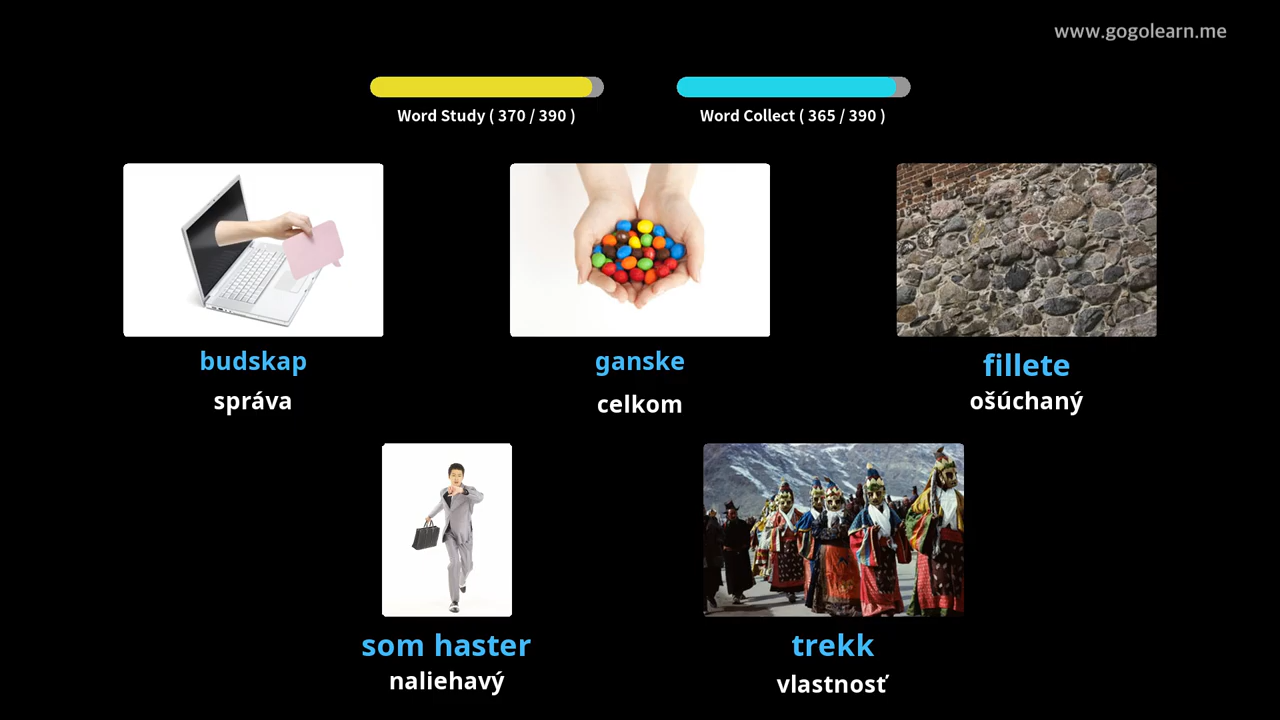 www.gogolearn.me
Word Study ( 370 / 390 )
Word Collect ( 365 / 390 )
budskap
správa
ganske
celkom
fillete
ošúchaný
som haster
naliehavý
trekk
vlastnosť